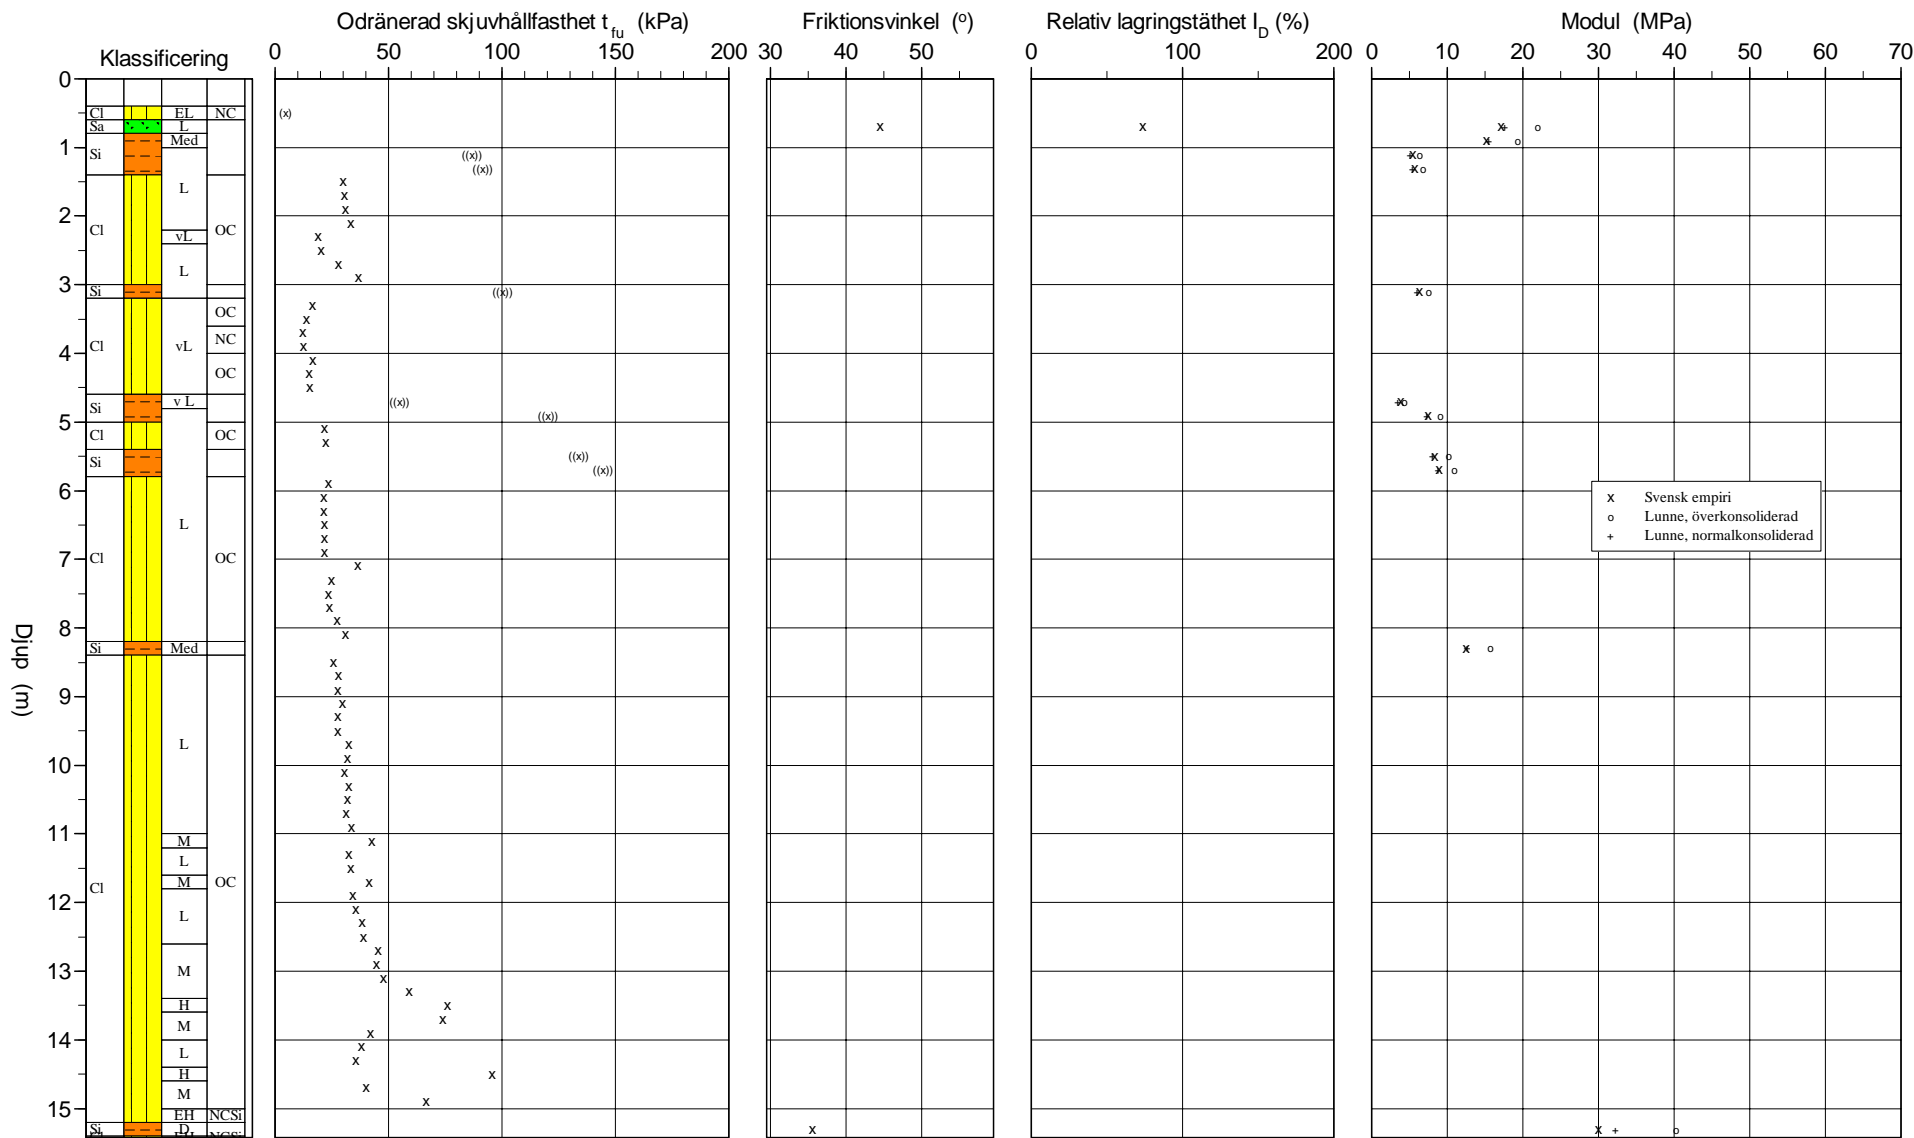 Odränerad skjuvhållfasthet t_fu (kPa) Friktionsvinkel (°) Relativ lagringstäthet I_D (%) Modul (MPa)
Klassificering
0 50 100 150 200 30 40 50 0 100 200 0 10 20 30 40 50 60 70
0
Cl EL NC
Sa L
Med
1
Si
L
2
Cl vL OC
L
3
Si
OC
NC
4
Cl vL
OC
Si v L
5
Cl OC
Si
6
L
7
Cl OC
8
Si Med
9
L
10
11
M
L
M
Cl OC
12
L
13
M
H
M
14
L
H
M
15
EH NCSi
Si D
Cl EH NCSi
Djup (m)
x Svensk empiri
o Lunne, överkonsoliderad
+ Lunne, normalkonsoliderad